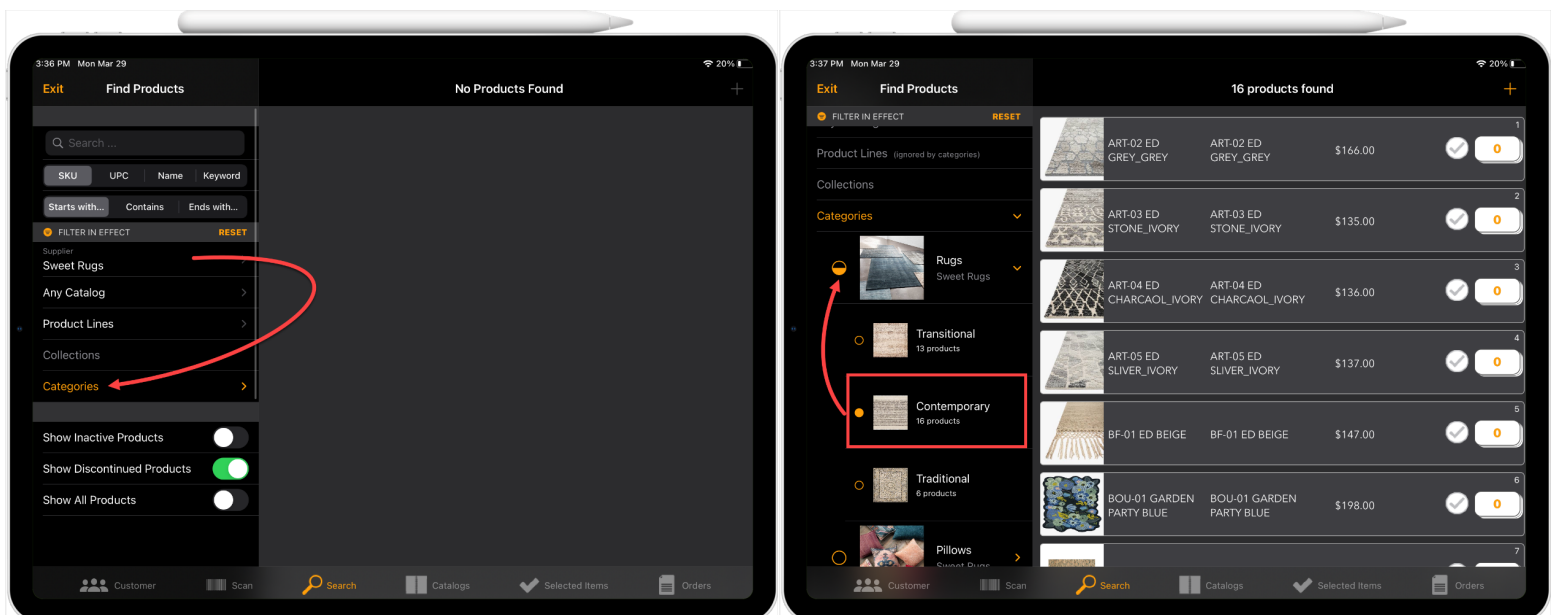 3:36 PM Mon Mar 29
20%
Exit
Find Products
No Products Found
Search ...
SKU
UPC
Name
Keyword
Starts with...
Contains
Ends with...
FILTER IN EFFECT
RESET
Supplier
Sweet Rugs
Any Catalog
Product Lines
Collections
Categories
Show Inactive Products
Show Discontinued Products
Show All Products
Customer
Scan
Search
Catalogs
Selected Items
Orders
3:37 PM Mon Mar 29
20%
Exit
Find Products
16 products found
FILTER IN EFFECT
RESET
Product Lines (ignored by categories)
Collections
Categories
Rugs
Sweet Rugs
Transitional
13 products
Contemporary
16 products
Traditional
6 products
Pillows
Sweet Rugs
1
ART-02 ED
GREY_GREY
ART-02 ED
GREY_GREY
$166.00
0
2
ART-03 ED
STONE_IVORY
ART-03 ED
STONE_IVORY
$135.00
0
3
ART-04 ED
CHARCAOL_IVORY
ART-04 ED
CHARCAOL_IVORY
$136.00
0
4
ART-05 ED
SLIVER_IVORY
ART-05 ED
SLIVER_IVORY
$137.00
0
5
BF-01 ED BEIGE
BF-01 ED BEIGE
$147.00
0
6
BOU-01 GARDEN
PARTY BLUE
BOU-01 GARDEN
PARTY BLUE
$198.00
0
7
Customer
Scan
Search
Catalogs
Selected Items
Orders